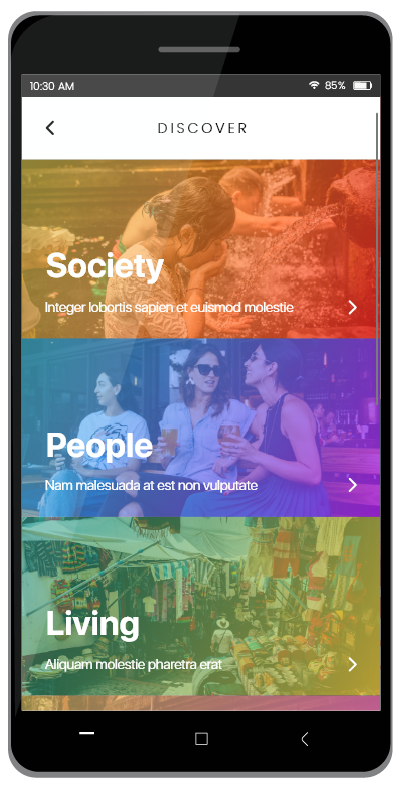 10:30 AM
85%
DISCOVER
Society
Integer lobortis sapien et euismod molestie
People
Nam malesuada at est non vulputate
Living
Aliquam molestie pharetra erat